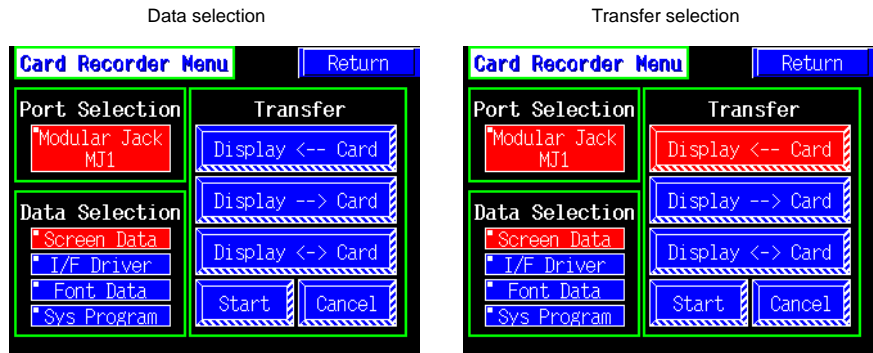 Data selection
Card Recorder Menu
Return
Port Selection
Modular Jack
MJ1
Data Selection
Screen Data
I/F Driver
Font Data
Sys Program
Transfer
Display <-- Card
Display --> Card
Display <-> Card
Start
Cancel
Transfer selection
Card Recorder Menu
Return
Port Selection
Modular Jack
MJ1
Data Selection
Screen Data
I/F Driver
Font Data
Sys Program
Transfer
Display <-- Card
Display --> Card
Display <-> Card
Start
Cancel